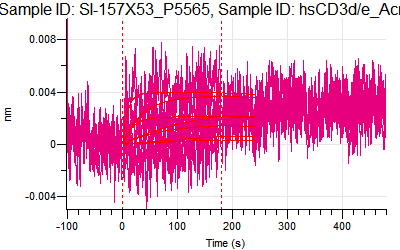 Sample ID: SI-157X53_P5565, Sample ID: hsCD3d/e_Acr
0.008
0.004
nm
0
-0.004
-100 0 100 200 300 400
Time (s)